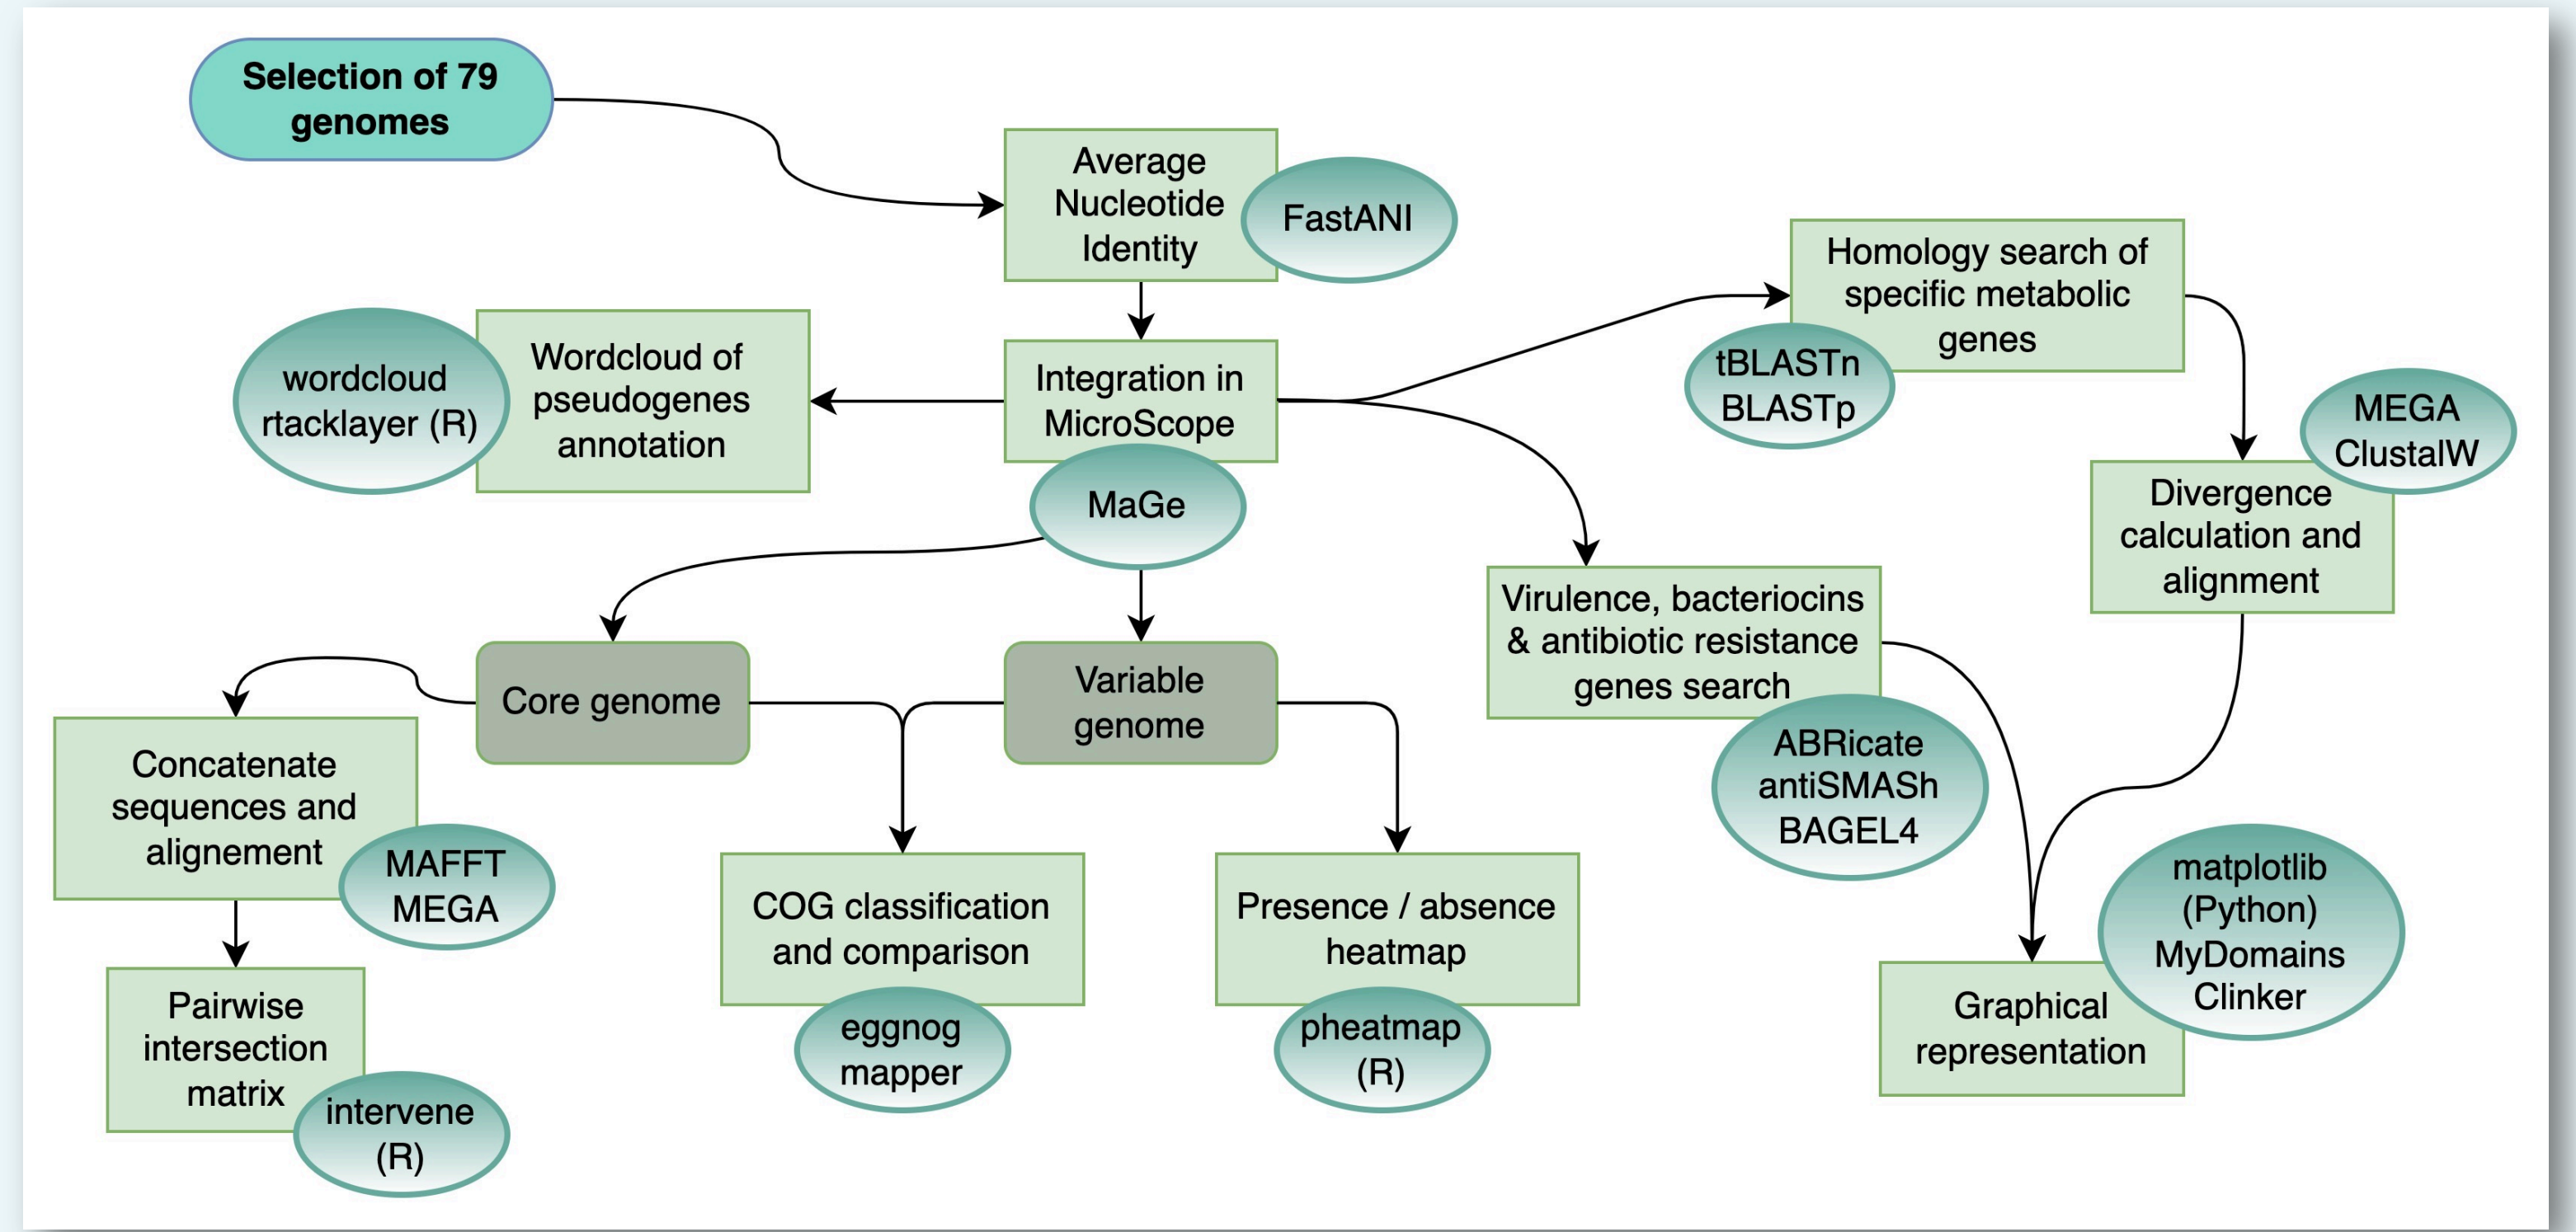 Selection of 79
genomes
Average
Nucleotide
Identity
FastANI
Homology search of
specific metabolic
genes
tBLASTn
BLASTp
wordcloud
rtacklayer (R)
Wordcloud of
pseudogenes
annotation
Integration in
MicroScope
MaGe
MEGA
ClustalW
Divergence
calculation and
alignment
Virulence, bacteriocins
& antibiotic resistance
genes search
ABRicate
antiSMASh
BAGEL4
Core genome
Variable
genome
Concatenate
sequences and
alignement
MAFFT
MEGA
COG classification
and comparison
eggnog
mapper
Presence / absence
heatmap
pheatmap
(R)
matplotlib
(Python)
MyDomains
Clinker
Graphical
representation
Pairwise
intersection
matrix
intervene
(R)